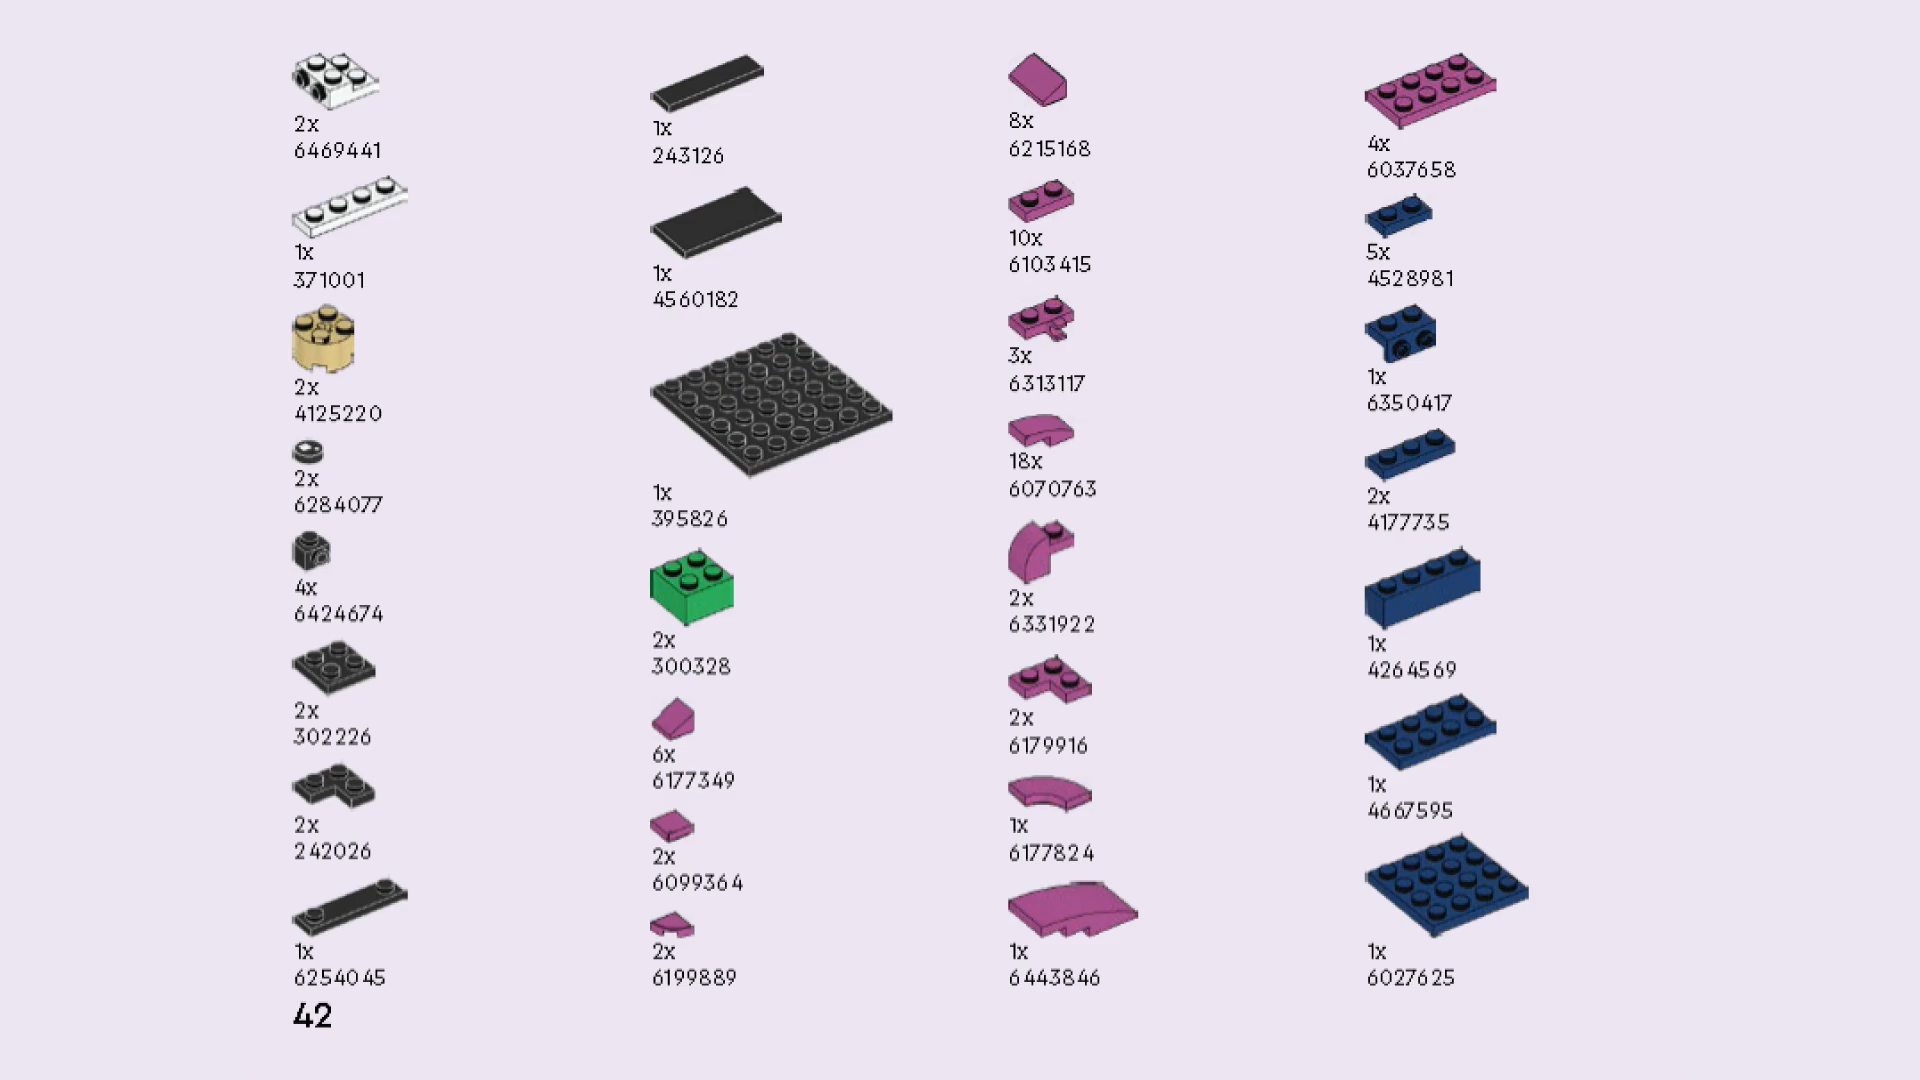 2x
6469441
1x
371001
2x
4125220
2x
6284077
4x
6424674
2x
302226
2x
242026
1x
6254045
42
1x
243126
1x
4560182
1x
395826
2x
300328
6x
6177349
2x
6099364
2x
6199889
8x
6215168
10x
6103415
3x
6313117
18x
6070763
2x
6331922
2x
6179916
1x
6177824
1x
6443846
4x
6037658
5x
4528981
1x
6350417
2x
4177735
1x
4264569
1x
4667595
1x
6027625